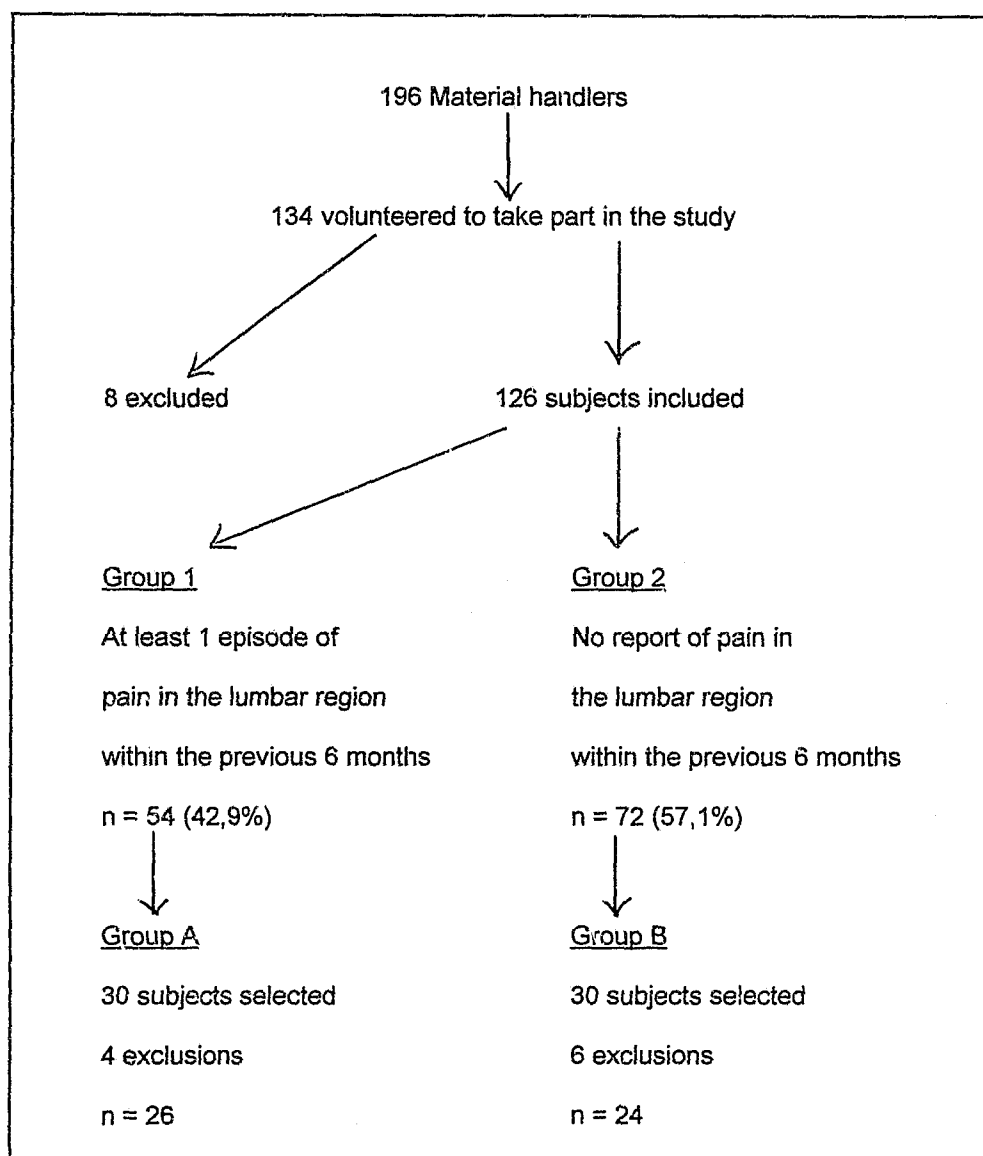 196 Material handlers
134 volunteered to take part in the study
8 excluded
126 subjects included
Group 1
At least 1 episode of
pain in the lumbar region
within the previous 6 months
n = 54 (42,9%)
Group 2
No report of pain in
the lumbar region
within the previous 6 months
n = 72 (57,1%)
Group A
30 subjects selected
4 exclusions
n = 26
Group B
30 subjects selected
6 exclusions
n = 24